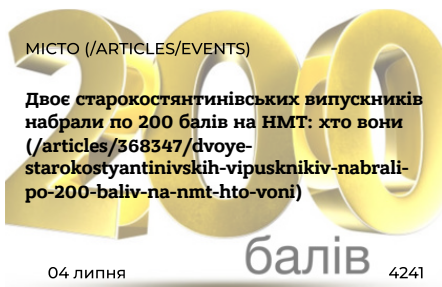 200
МІСТО (/ARTICLES/EVENTS)
Двоє старокостянтинівських випускників
набрали по 200 балів на НМТ: хто вони
(/articles/368347/dvoye-
starokostyantinivskih-vipusknikiv-nabrali-
po-200-baliv-na-nmt-hto-voni)
балів
04 липня 4241